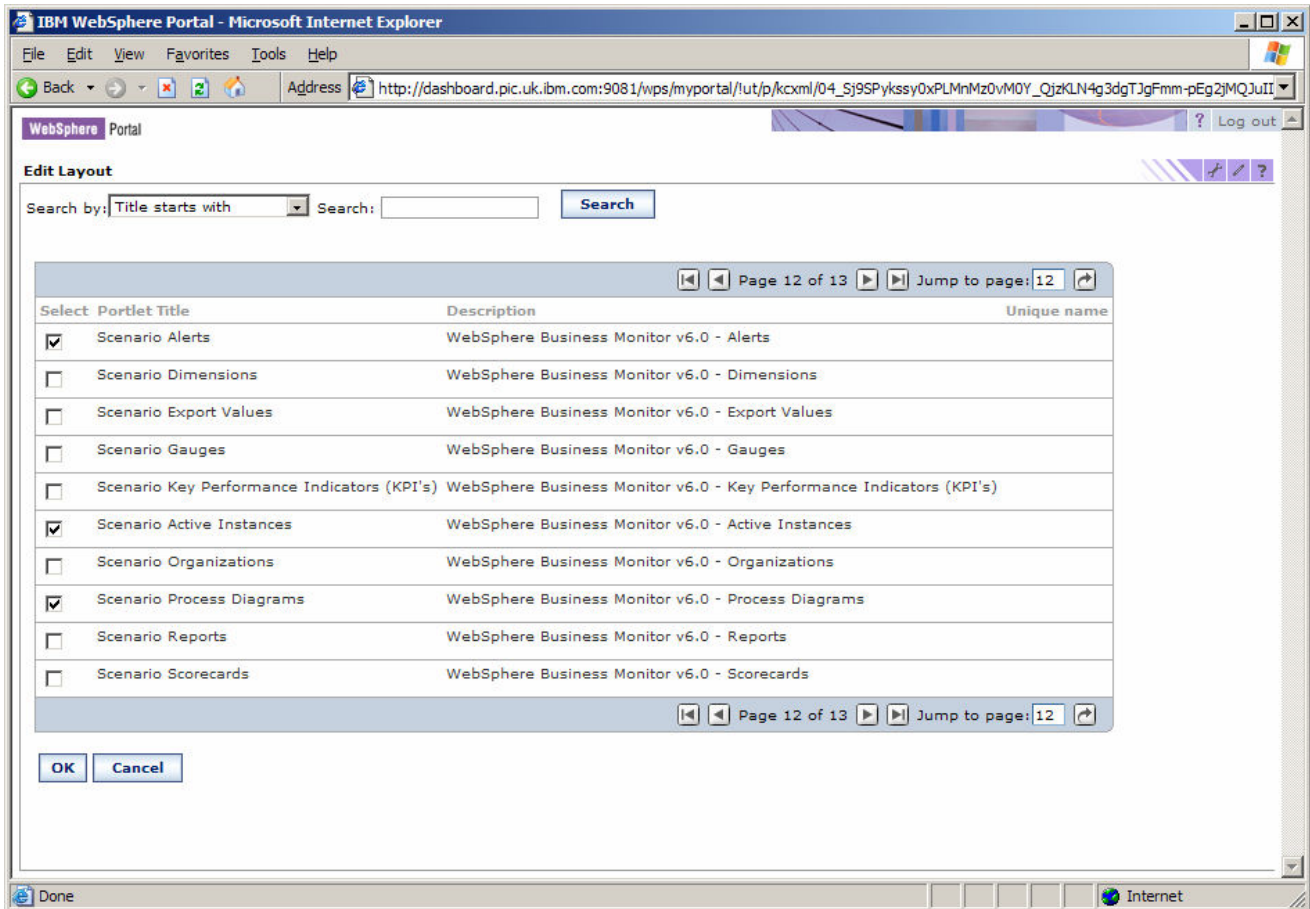 IBM WebSphere Portal - Microsoft Internet Explorer
File Edit View Favorites Tools Help
Back Address http://dashboard.pic.uk.ibm.com:9081/wps/myportal/!ut/p/kcxml/04_Sj9SPykssy0xPLMnMz0vM0Y_QjzKLN4g3dgTJgFmm-pEg2jMQJuII
WebSphere Portal ? Log out
Edit Layout ?
Search by: Title starts with Search: Search
Page 12 of 13 Jump to page: 12
Select Portlet Title Description Unique name
Scenario Alerts WebSphere Business Monitor v6.0 - Alerts
Scenario Dimensions WebSphere Business Monitor v6.0 - Dimensions
Scenario Export Values WebSphere Business Monitor v6.0 - Export Values
Scenario Gauges WebSphere Business Monitor v6.0 - Gauges
Scenario Key Performance Indicators (KPI's) WebSphere Business Monitor v6.0 - Key Performance Indicators (KPI's)
Scenario Active Instances WebSphere Business Monitor v6.0 - Active Instances
Scenario Organizations WebSphere Business Monitor v6.0 - Organizations
Scenario Process Diagrams WebSphere Business Monitor v6.0 - Process Diagrams
Scenario Reports WebSphere Business Monitor v6.0 - Reports
Scenario Scorecards WebSphere Business Monitor v6.0 - Scorecards
Page 12 of 13 Jump to page: 12
OK Cancel
Done Internet